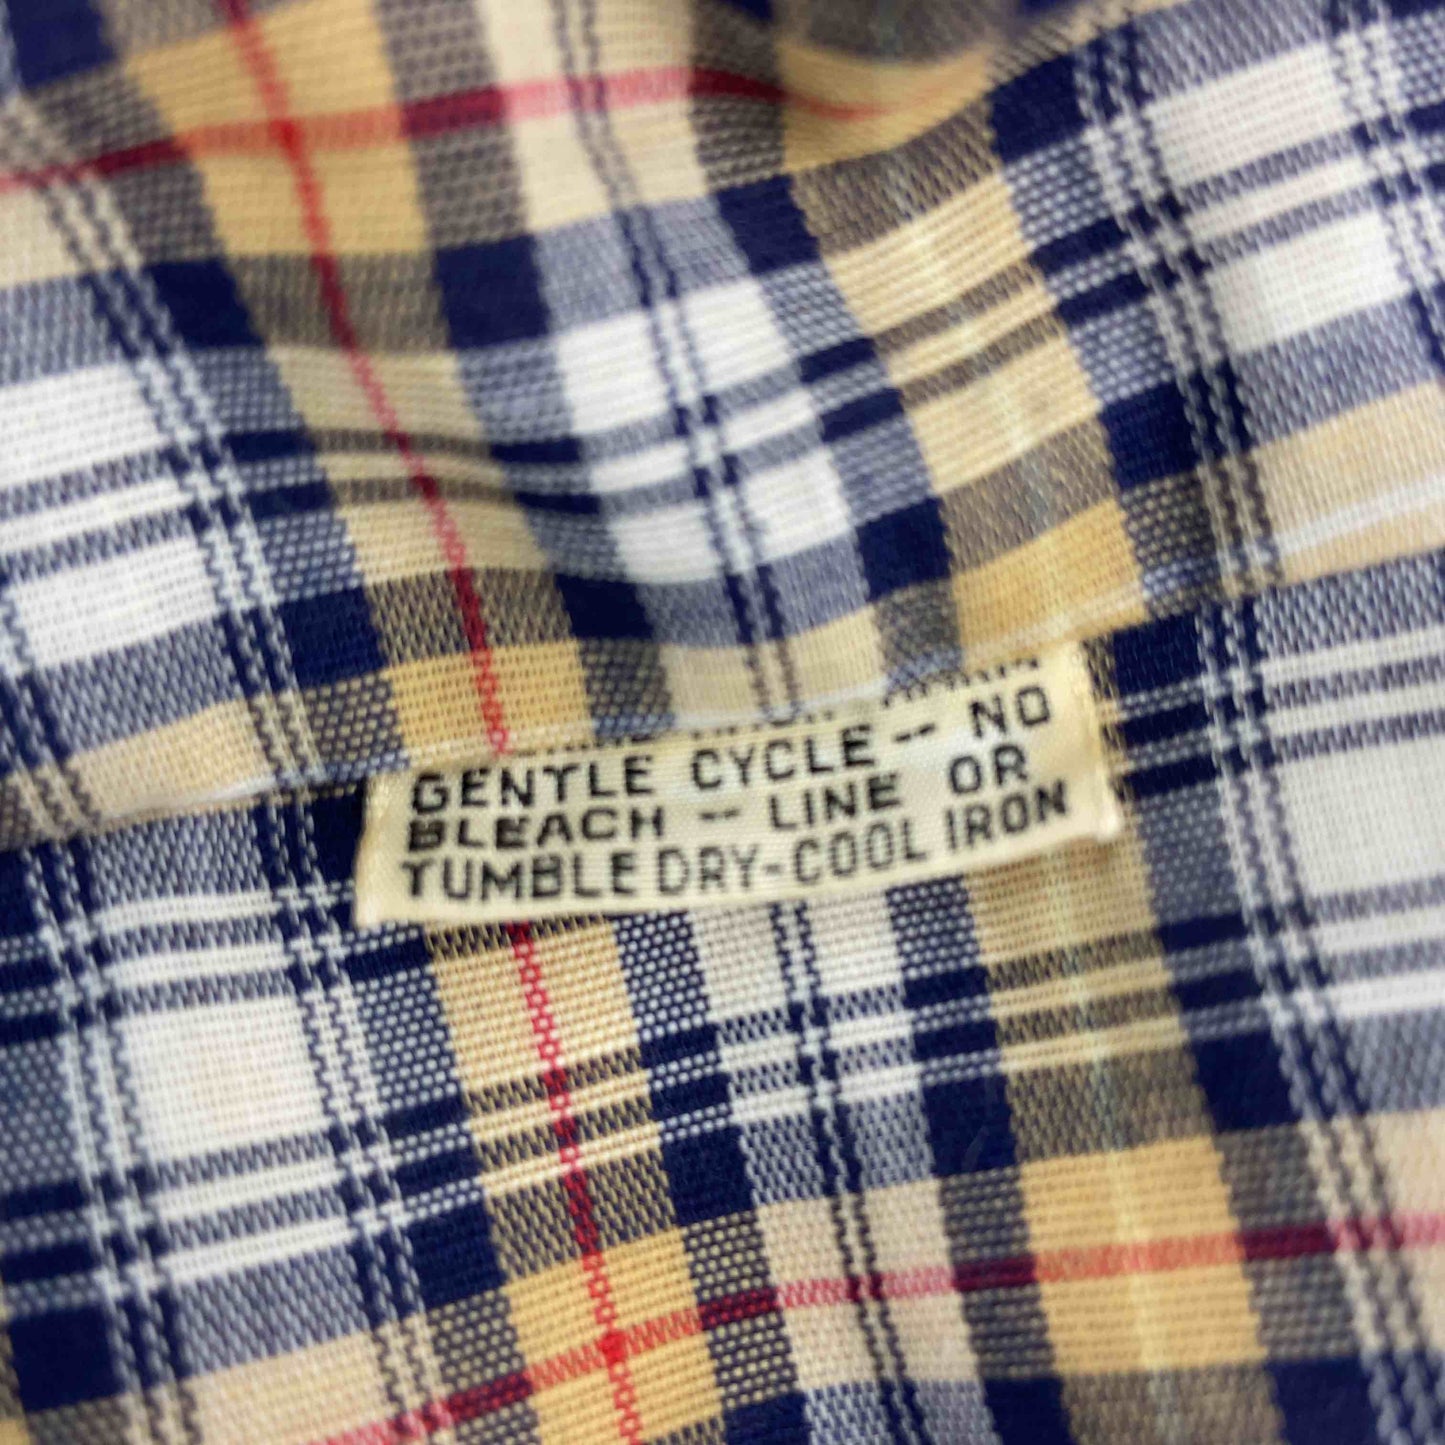 GENTLE CYCLE -- NO
BLEACH -- LINE OR
TUMBLE DRY-COOL IRON